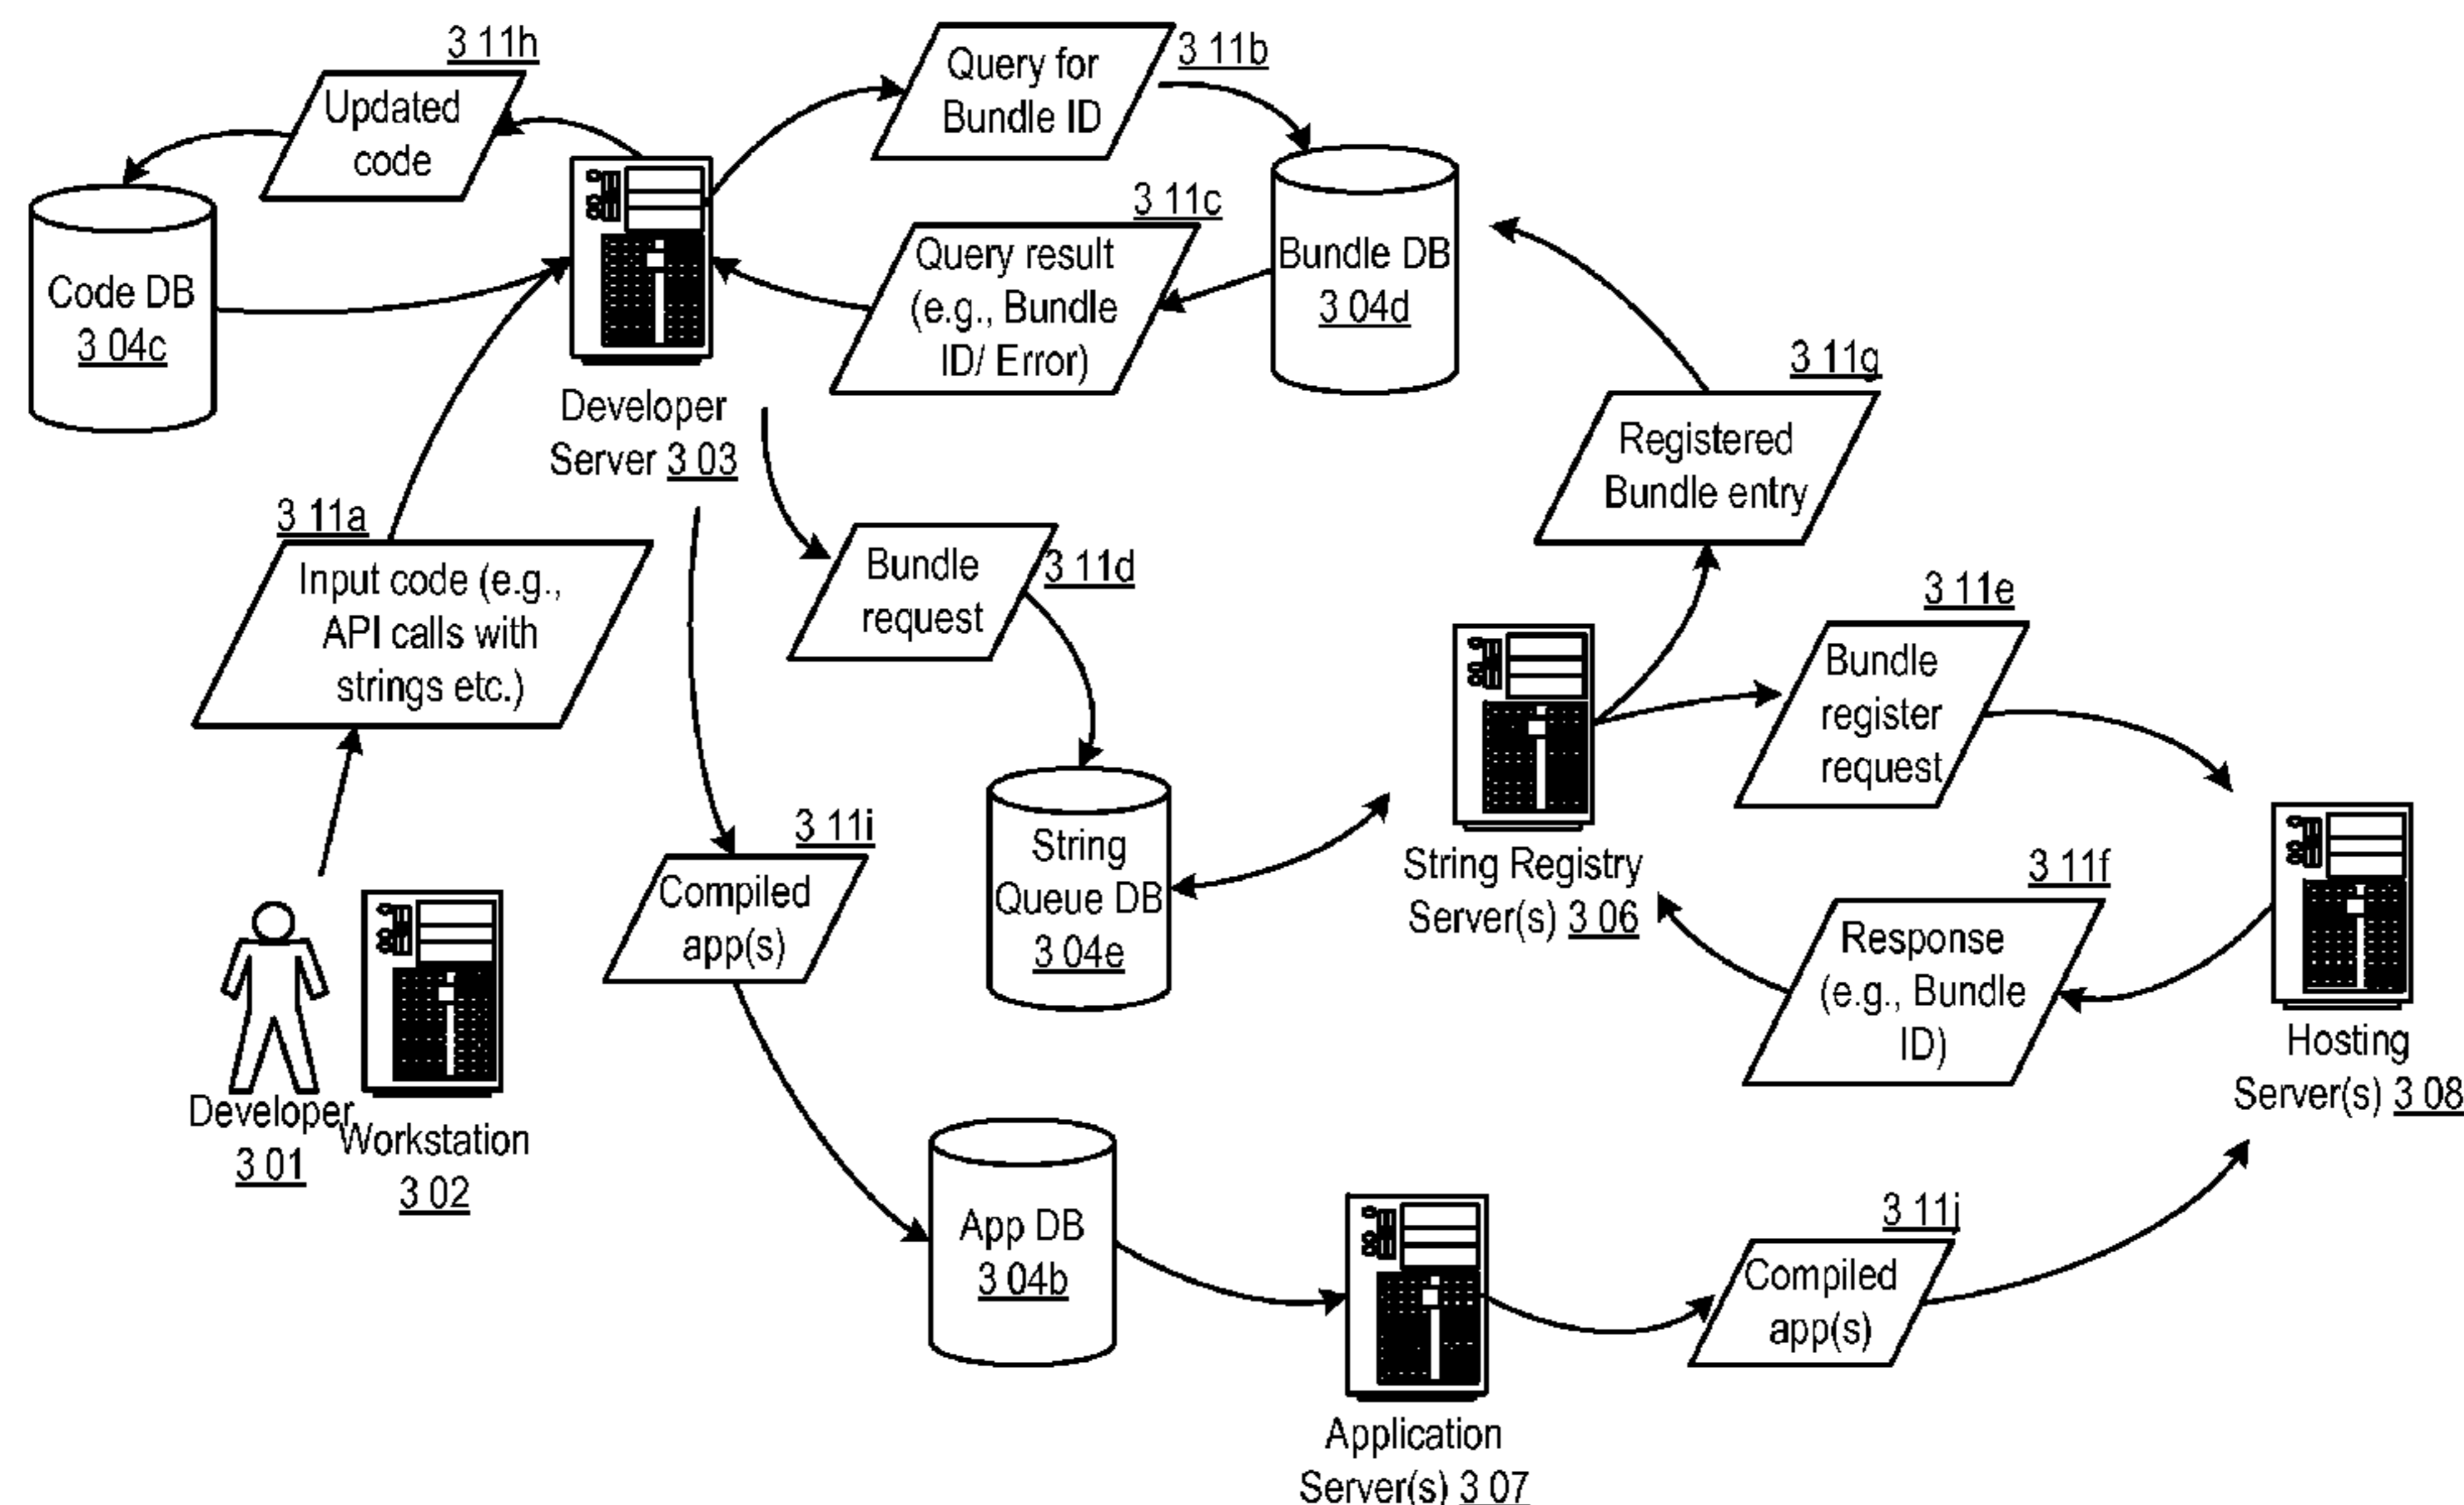 3 11h
Updated
code
Query for
Bundle ID
3 11b
3 11c
Query result
(e.g., Bundle
ID/ Error)
Bundle DB
3 04d
Code DB
3 04c
Developer
Server 3 03
3 11g
Registered
Bundle entry
3 11a
Input code (e.g.,
API calls with
strings etc.)
Bundle
request
3 11d
3 11e
Bundle
register
request
3 11i
Compiled
app(s)
String
Queue DB
3 04e
String Registry
Server(s) 3 06
3 11f
Response
(e.g., Bundle
ID)
Hosting
Server(s) 3 08
Developer
3 01
Workstation
3 02
App DB
3 04b
3 11j
Compiled
app(s)
Application
Server(s) 3 07